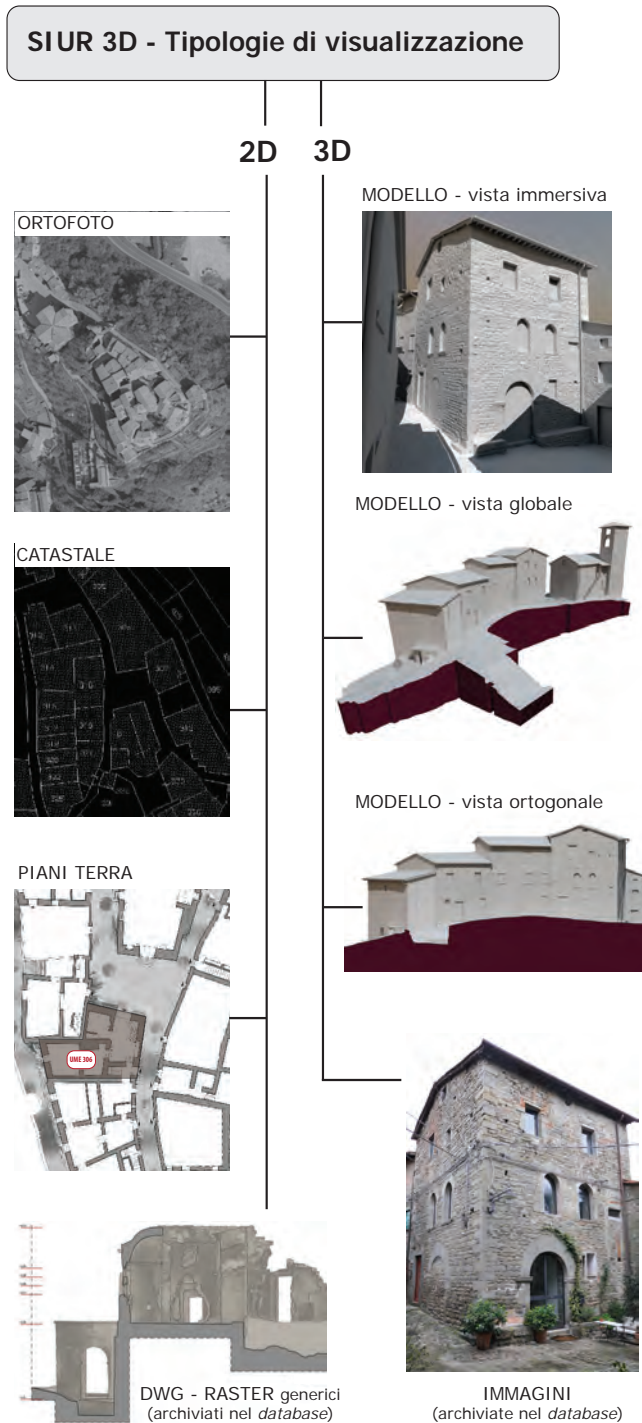 SIUR 3D - Tipologie di visualizzazione
2D
3D
ORTOFOTO
CATASTALE
PIANI TERRA
UME 306
DWG - RASTER generici
(archiviati nel database)
MODELLO - vista immersiva
MODELLO - vista globale
MODELLO - vista ortogonale
IMMAGINI
(archiviate nel database)